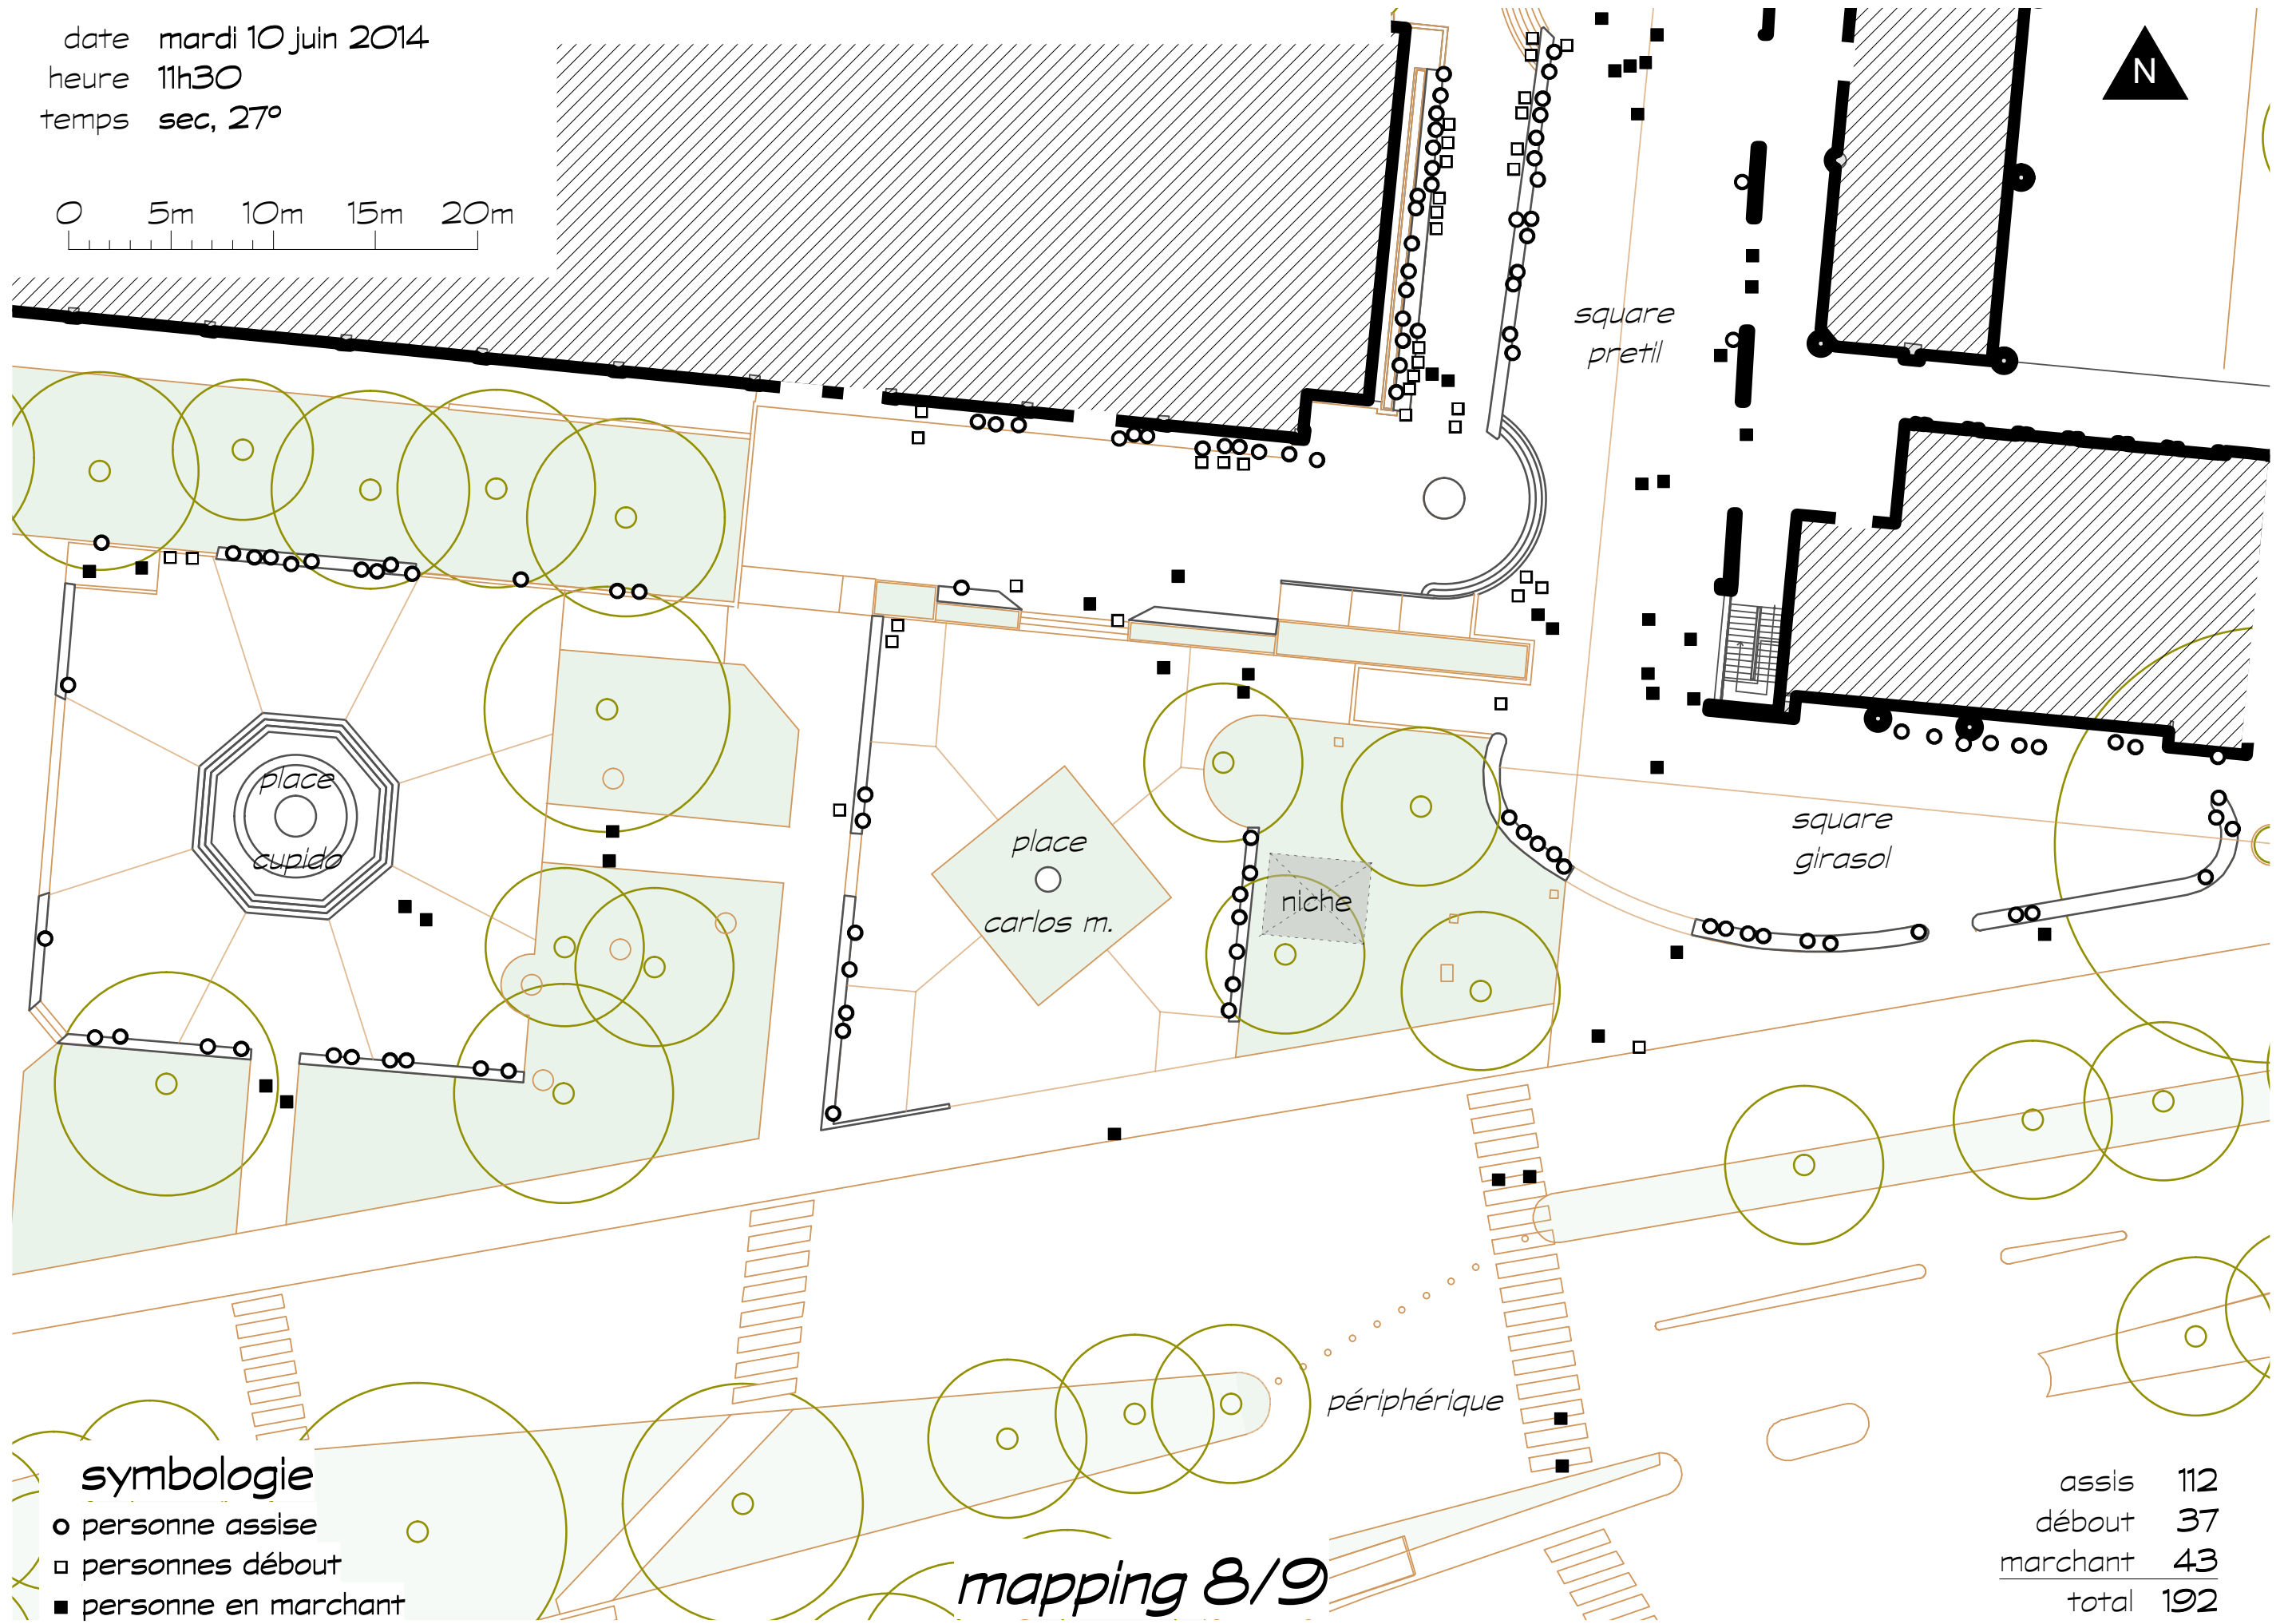 date mardi 10 juin 2014
heure 11h30
temps sec, 27º
N
0 5m 10m 15m 20m
square
pretil
place
cupido
place
carlos m.
niche
square
girasol
périphérique
symbologie
personne assise
personnes débout
personne en marchant
mapping 8/9
assis 112
débout 37
marchant 43
total 192